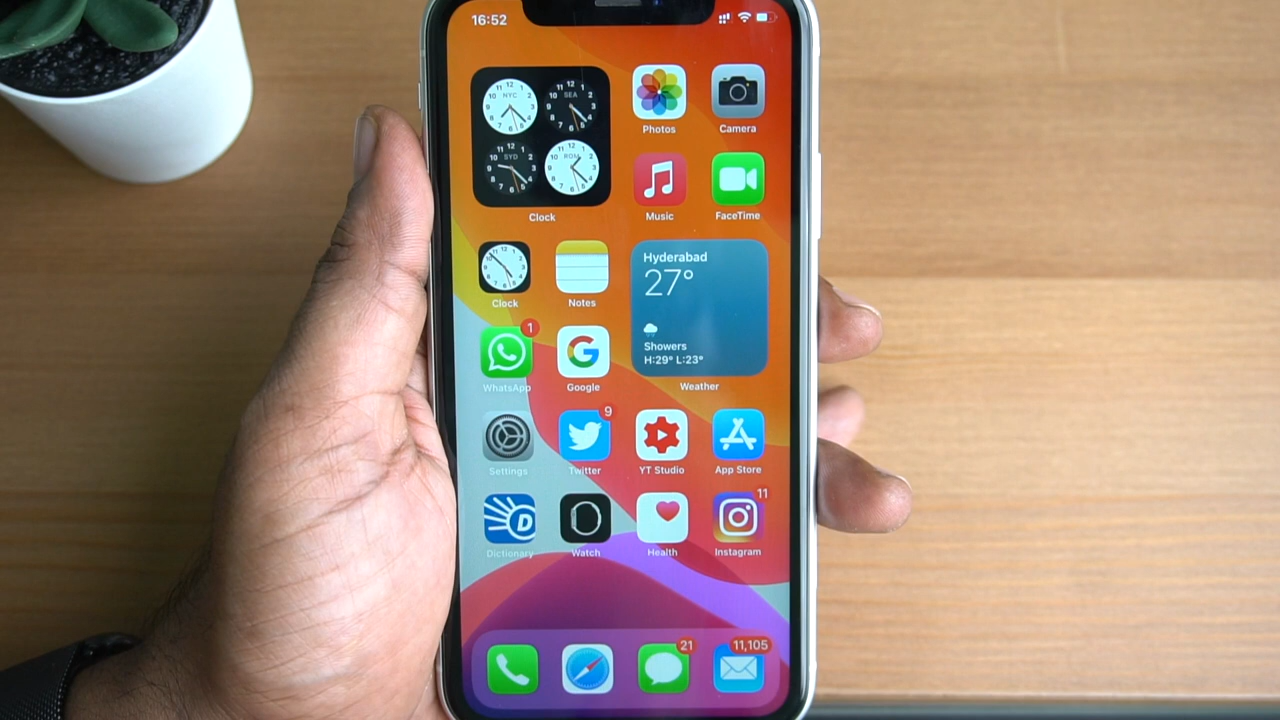 16:52
NYC
SEA
SYD
ROM
Clock
Photos
Camera
Music
FaceTime
Clock
Notes
Hyderabad
27°
Showers
H:29° L:23°
Weather
1
WhatsApp
Google
Settings
9
Twitter
YT Studio
App Store
Dictionary
Watch
Health
11
Instagram
21
11,105